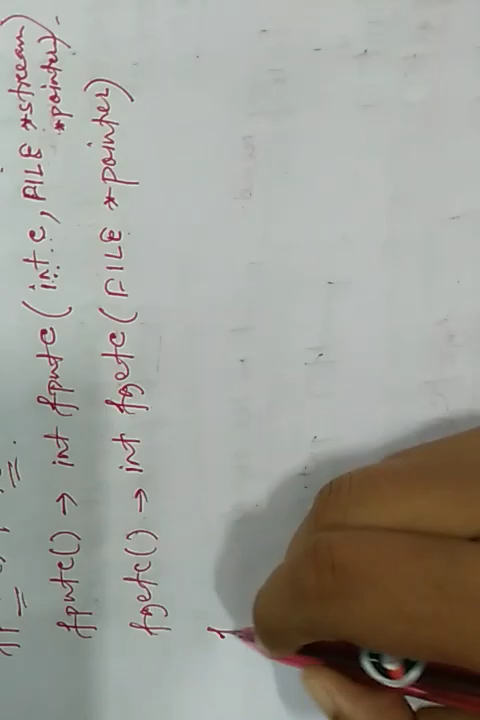 fputc() → int fputc( int c, FILE *stream)
*pointer)
fgetc() → int fgetc( FILE *pointer)